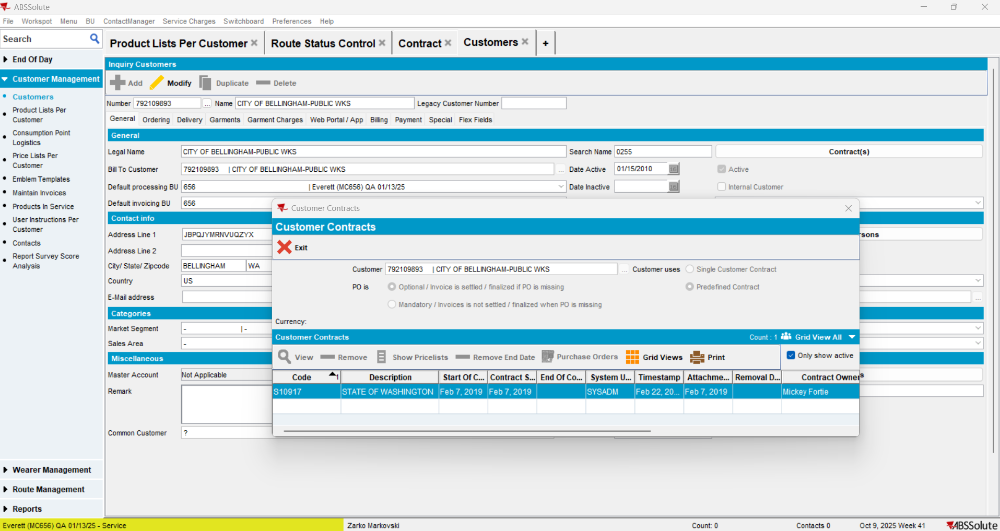 ABSSolute
File Workspot Menu BU ContactManager Service Charges Switchboard Preferences Help
Search
Product Lists Per Customer Route Status Control Contract Customers +
End Of Day
Customer Management
Customers
Product Lists Per
Customer
Consumption Point
Logistics
Price Lists Per
Customer
Emblem Templates
Maintain Invoices
Products In Service
User Instructions Per
Customer
Contacts
Report Survey Score
Analysis
Wearer Management
Route Management
Reports
Inquiry Customers
Add Modify Duplicate Delete
Number 792109893 ... Name CITY OF BELLINGHAM-PUBLIC WKS Legacy Customer Number
General Ordering Delivery Garments Garment Charges Web Portal / App Billing Payment Special Flex Fields
General
Legal Name CITY OF BELLINGHAM-PUBLIC WKS Search Name 0255 Contract(s)
Bill To Customer 792109893 | CITY OF BELLINGHAM-PUBLIC WKS ... Date Active 01/15/2010 16 Active
Default processing BU 656 | Everett (MC656) QA 01/13/25 Date Inactive 16 Internal Customer
Default invoicing BU 656
Contact info
Address Line 1 JBPQJYMRNVUQZYX rsons
Address Line 2
City/ State/ Zipcode BELLINGHAM WA
Country US
E-Mail address ...
Categories
Market Segment - | -
Sales Area -
Miscellaneous
Master Account Not Applicable s
Remark
Common Customer ?
Customer Contracts
Customer Contracts
Exit
Customer 792109893 | CITY OF BELLINGHAM-PUBLIC WKS ... Customer uses Single Customer Contract
PO is Optional / Invoice is settled / finalized if PO is missing Predefined Contract
Mandatory / Invoices is not settled / finalized when PO is missing
Currency:
Customer Contracts Count : 1 Grid View All
View Remove Show Pricelists Remove End Date Purchase Orders Grid Views Print Only show active
Code 1 Description Start Of C... Contract S... End Of Co... System U... Timestamp Attachme... Removal D... Contract Owner
S10917 STATE OF WASHINGTON Feb 7, 2019 Feb 7, 2019 SYSADM Feb 22, 20... Feb 7, 2019 Mickey Fortie
Everett (MC656) QA 01/13/25 - Service Zarko Markovski Count: 0 Contacts 0 Oct 9, 2025 Week 41 ABSSolute